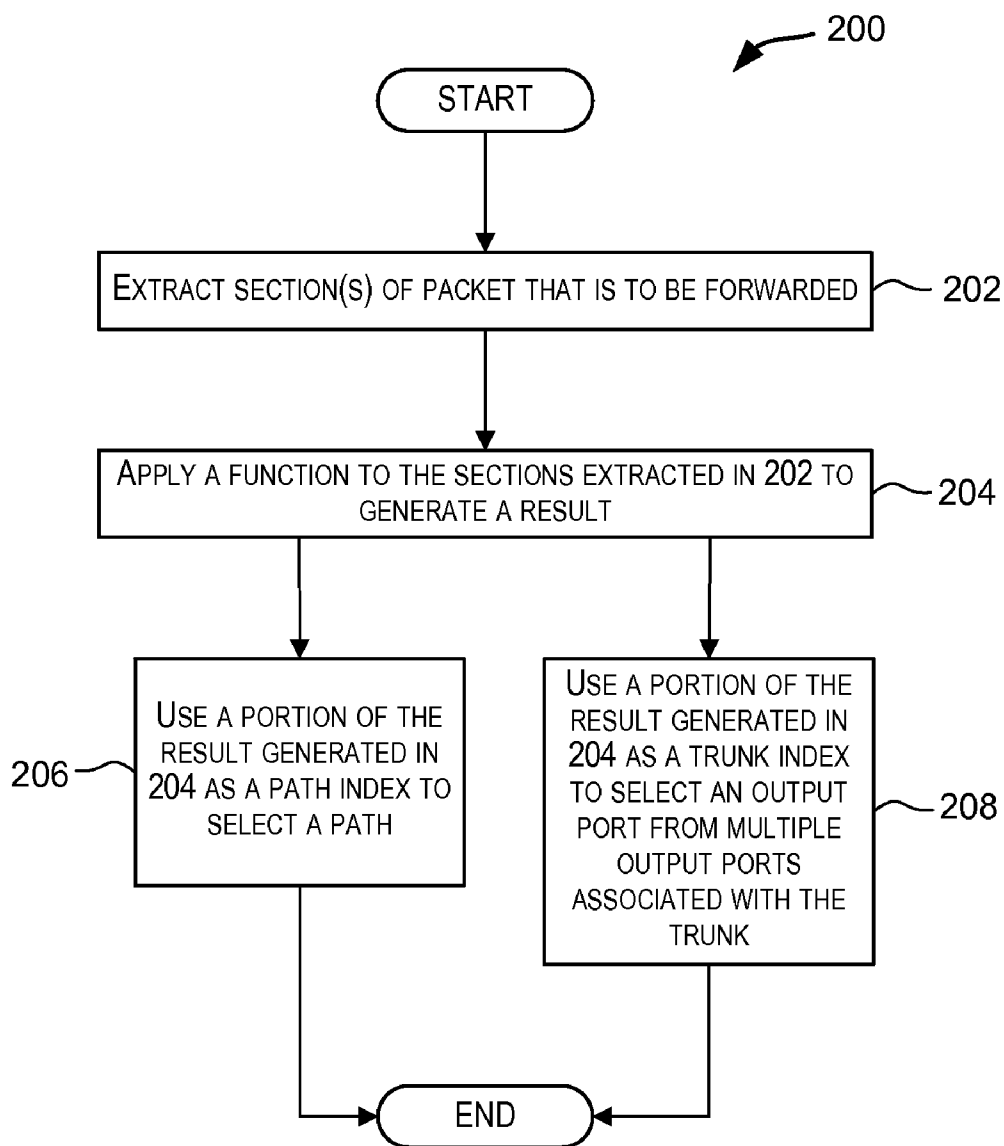 200
START
EXTRACT SECTION(S) OF PACKET THAT IS TO BE FORWARDED
202
APPLY A FUNCTION TO THE SECTIONS EXTRACTED IN 202 TO
GENERATE A RESULT
204
USE A PORTION OF THE
RESULT GENERATED IN
204 AS A PATH INDEX TO
SELECT A PATH
206
USE A PORTION OF THE
RESULT GENERATED IN
204 AS A TRUNK INDEX
TO SELECT AN OUTPUT
PORT FROM MULTIPLE
OUTPUT PORTS
ASSOCIATED WITH THE
TRUNK
208
END